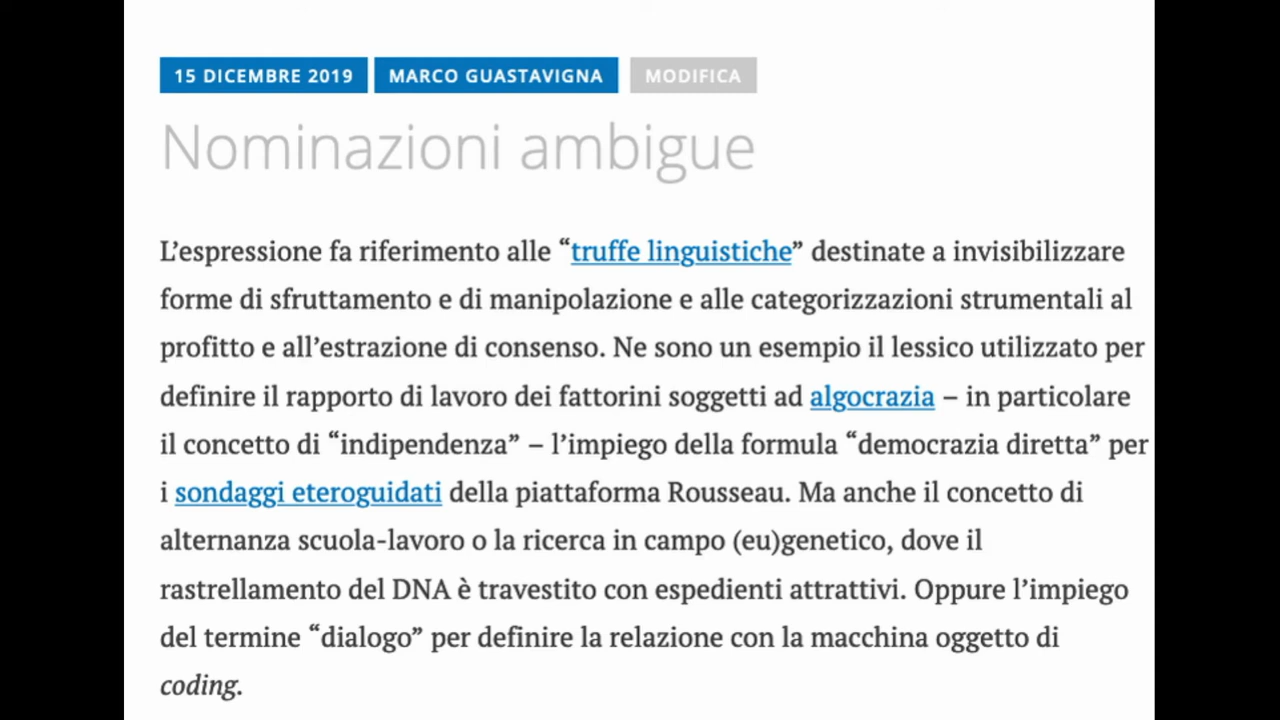 15 DICEMBRE 2019 MARCO GUASTAVIGNA MODIFICA
Nominazioni ambigue
L’espressione fa riferimento alle “truffe linguistiche” destinate a invisibilizzare
forme di sfruttamento e di manipolazione e alle categorizzazioni strumentali al
profitto e all’estrazione di consenso. Ne sono un esempio il lessico utilizzato per
definire il rapporto di lavoro dei fattorini soggetti ad algocrazia – in particolare
il concetto di “indipendenza” – l’impiego della formula “democrazia diretta” per
i sondaggi eteroguidati della piattaforma Rousseau. Ma anche il concetto di
alternanza scuola-lavoro o la ricerca in campo (eu)genetico, dove il
rastrellamento del DNA è travestito con espedienti attrattivi. Oppure l’impiego
del termine “dialogo” per definire la relazione con la macchina oggetto di
coding.